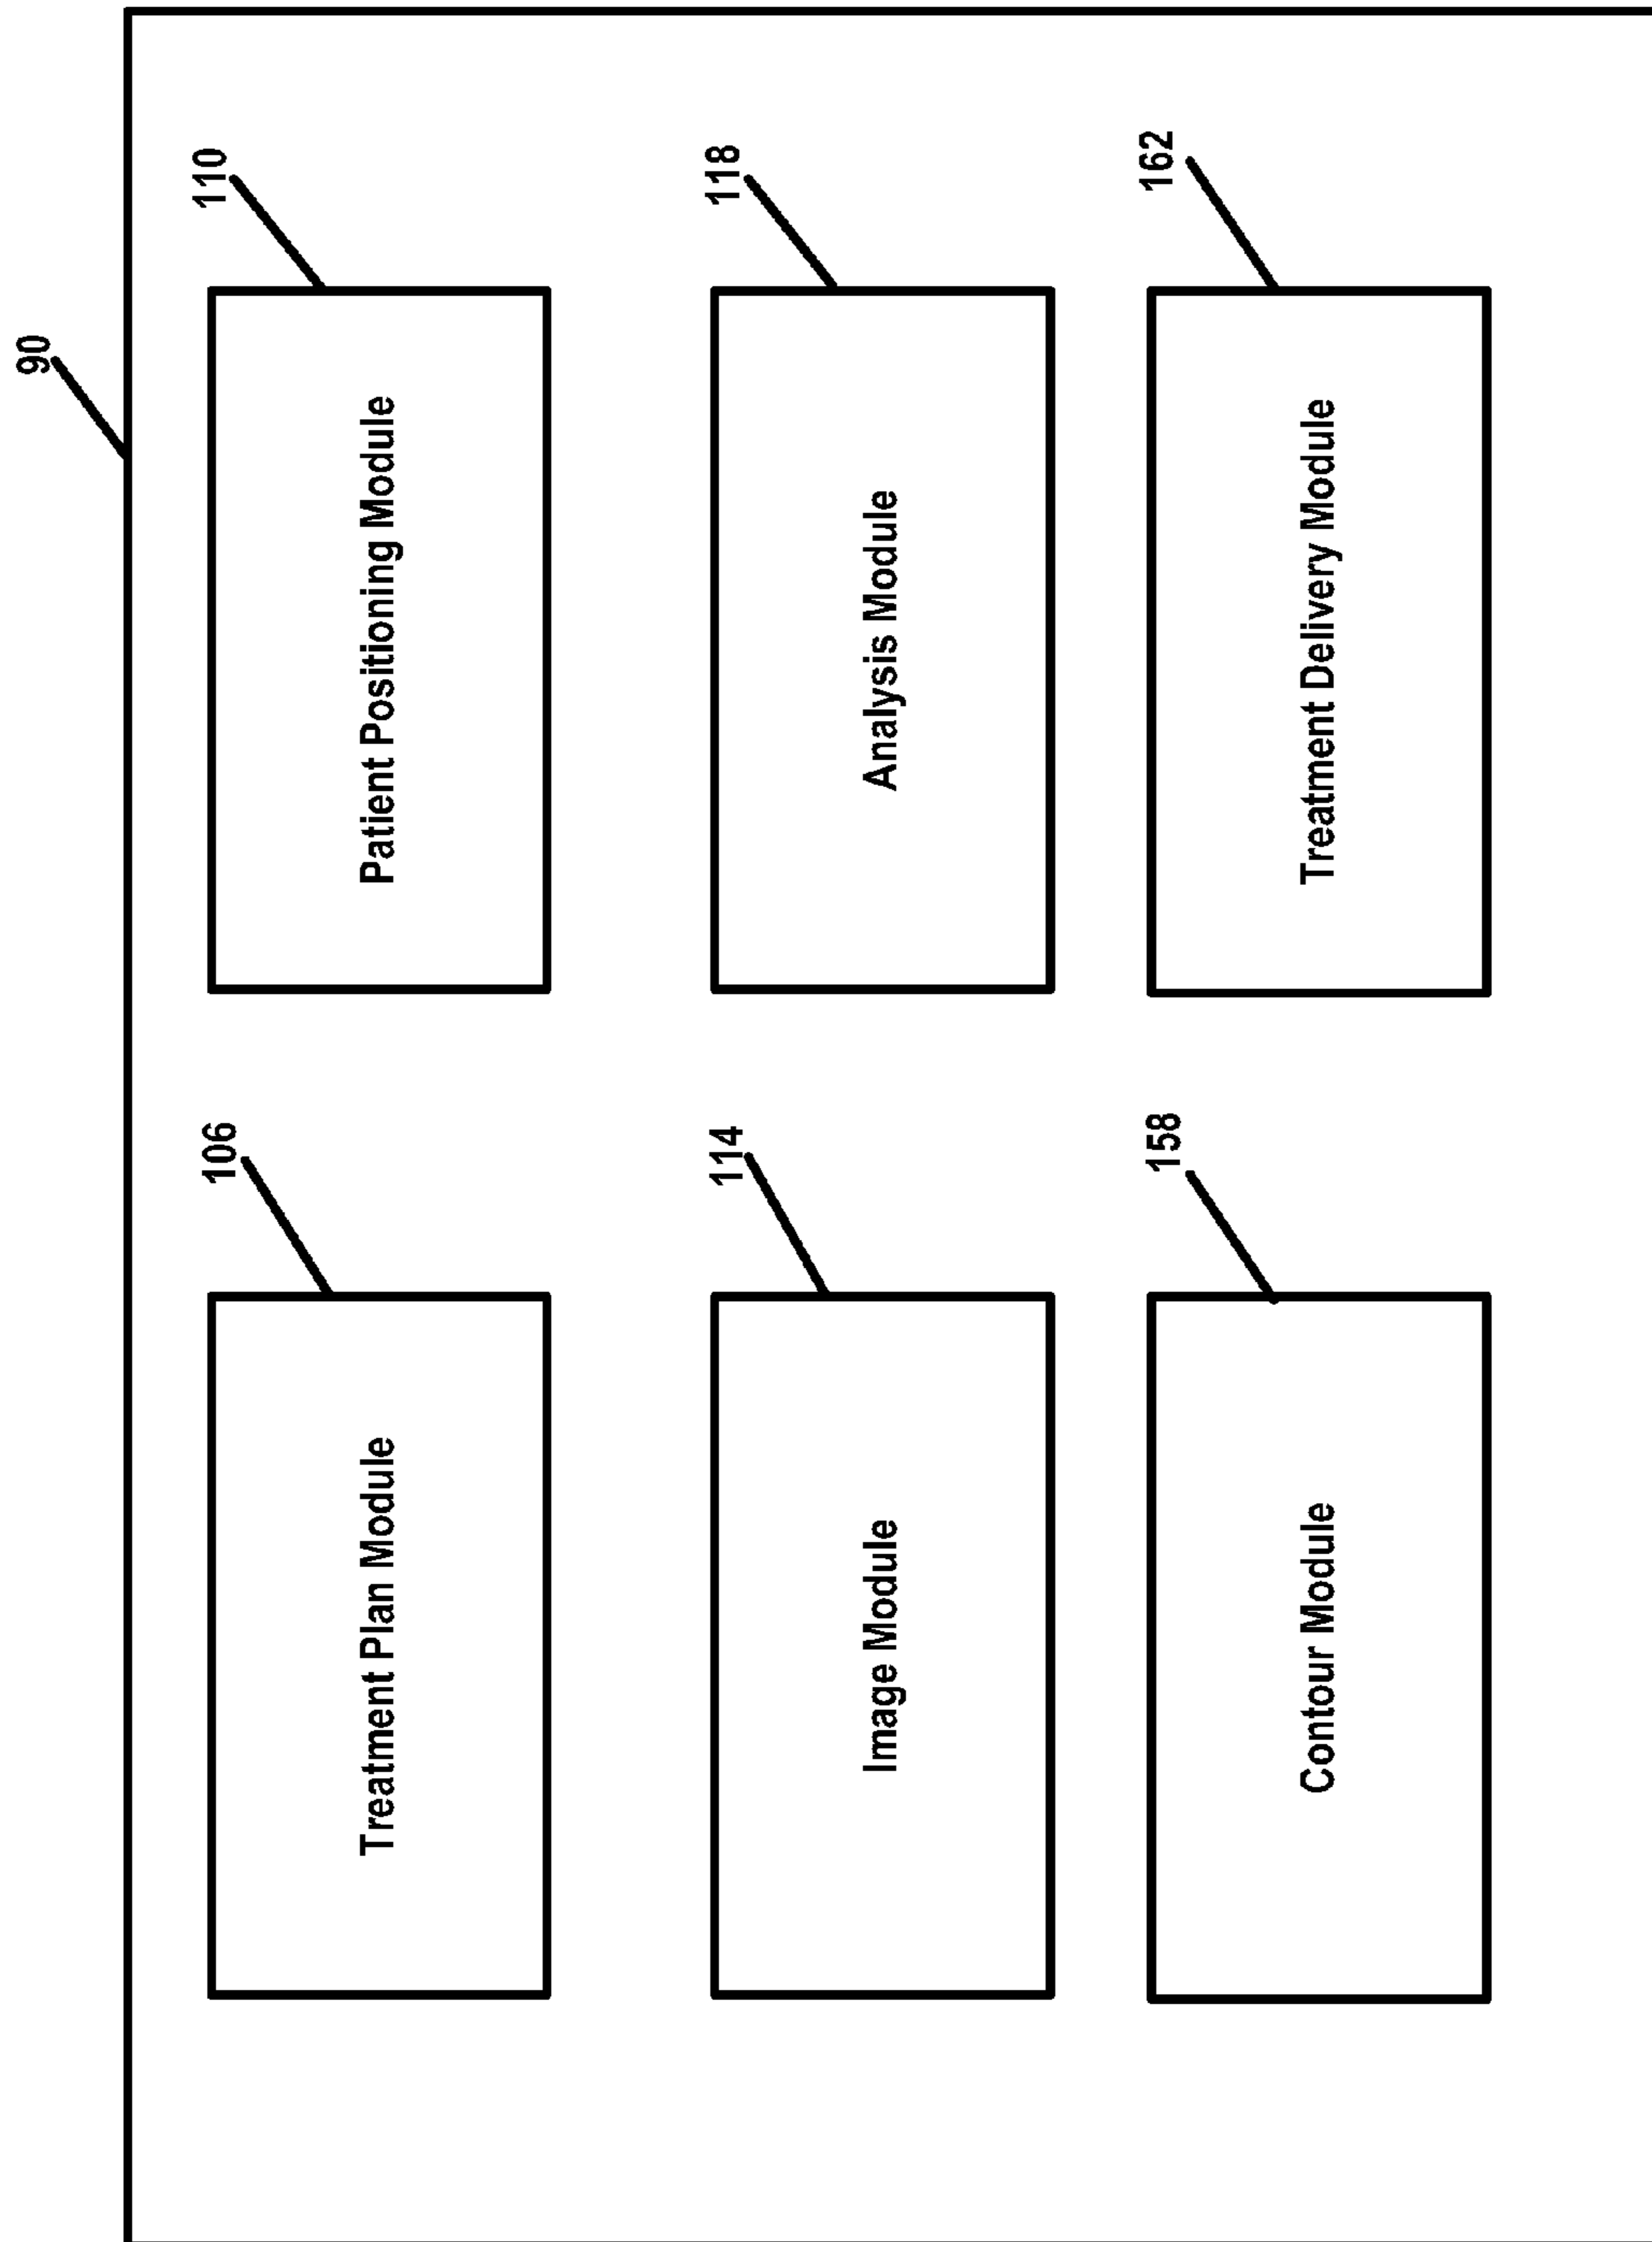 90
106
110
Treatment Plan Module
Patient Positioning Module
114
118
Image Module
Analysis Module
158
162
Contour Module
Treatment Delivery Module